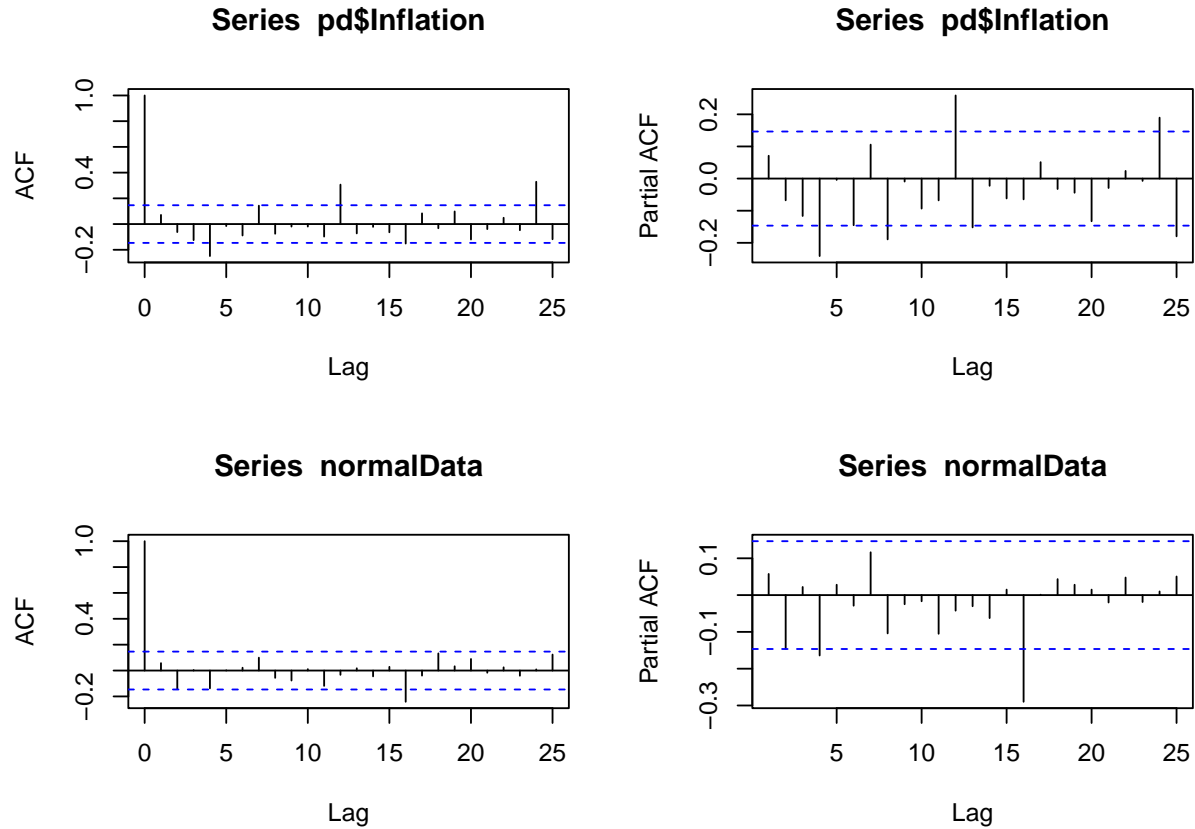 Series pd$Inflation
ACF
1.0
0.4
−0.2
0 5 10 15 20 25
Lag
Series pd$Inflation
Partial ACF
0.2
0.0
−0.2
5 10 15 20 25
Lag
Series normalData
ACF
1.0
0.4
−0.2
0 5 10 15 20 25
Lag
Series normalData
Partial ACF
0.1
−0.1
−0.3
5 10 15 20 25
Lag